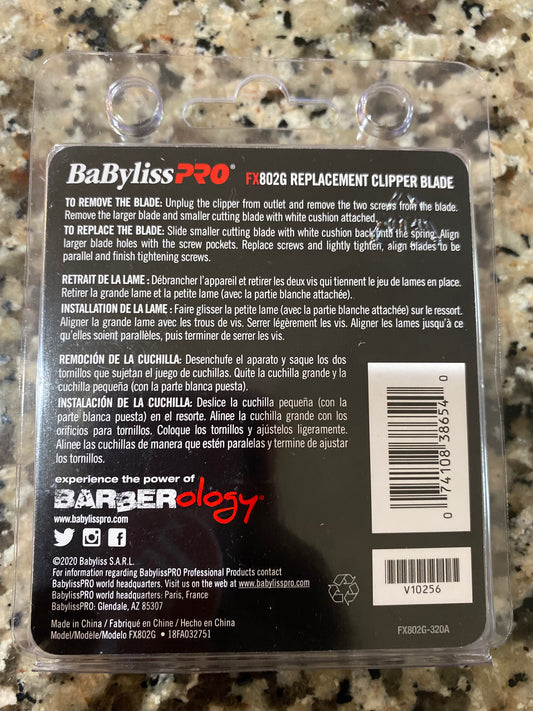 BaByliss PRO® FX802G REPLACEMENT CLIPPER BLADE
TO REMOVE THE BLADE: Unplug the clipper from outlet and remove the two screws from the blade.
Remove the larger blade and smaller cutting blade with white cushion attached.
TO REPLACE THE BLADE: Slide smaller cutting blade with white cushion back onto the spring. Align
larger blade holes with the screw pockets. Replace screws and lightly tighten, align blades to be
parallel and finish tightening screws.
RETRAIT DE LA LAME : Débrancher l'appareil et retirer les deux vis qui tiennent le jeu de lames en place.
Retirer la grande lame et la petite lame (avec la partie blanche attachée).
INSTALLATION DE LA LAME : Faire glisser la petite lame (avec la partie blanche attachée) sur le ressort.
Aligner la grande lame avec les trous de vis. Serrer légèrement les vis. Aligner les lames jusqu'à ce
qu'elles soient parallèles, puis terminer de serrer les vis.
REMOCIÓN DE LA CUCHILLA: Desenchufe el aparato y saque los dos
tornillos que sujetan el juego de cuchillas. Quite la cuchilla grande y la
cuchilla pequeña (con la parte blanca puesta).
INSTALACIÓN DE LA CUCHILLA: Deslice la cuchilla pequeña (con la
parte blanca puesta) en el resorte. Alinee la cuchilla grande con los
orificios para tornillos. Coloque los tornillos y ajústelos ligeramente.
Alinee las cuchillas de manera que estén paralelas y termine de ajustar
los tornillos.
experience the power of
BARBERology®
www.babylisspro.com
©2020 Babyliss S.A.R.L.
For information regarding BabylissPRO Professional Products contact
BabylissPRO world headquarters. Visit us on the web at www.babylisspro.com
BabylissPRO world headquarters: Paris, France
BabylissPRO: Glendale, AZ 85307
Made in China / Fabriqué en Chine / Hecho en China
Model/Modèle/Modelo FX802G • 18FA032751
0 74108 38654 0
V10256
FX802G-320A